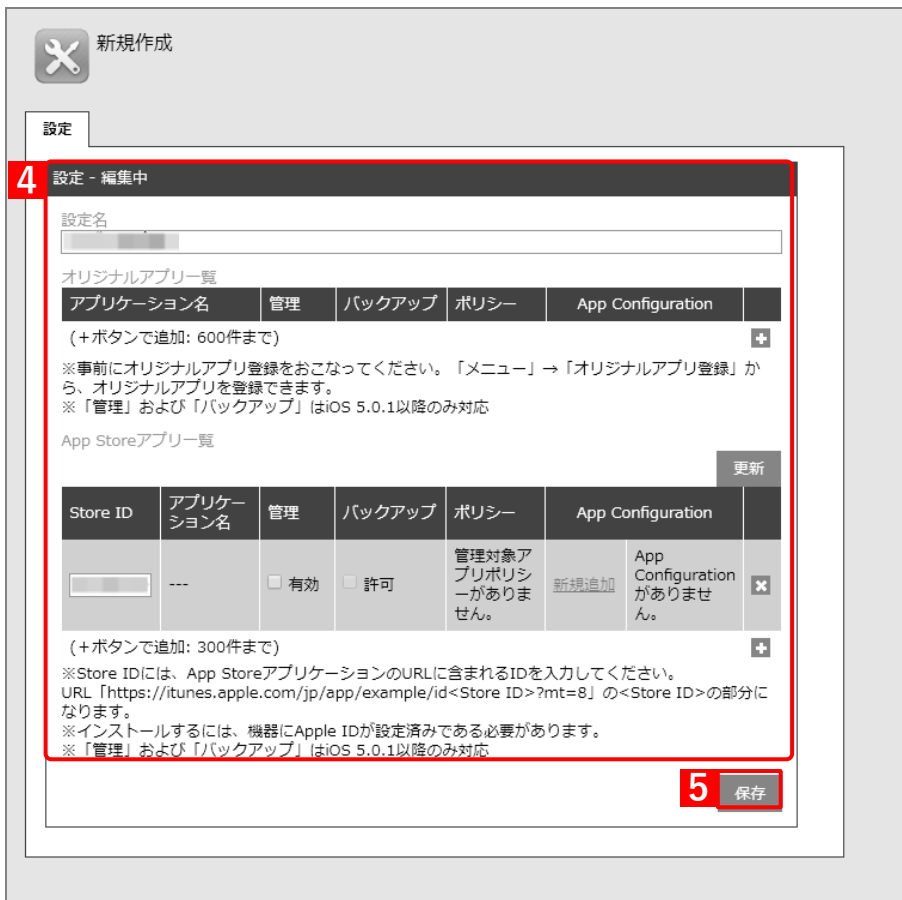 新規作成
設定
4
設定 - 編集中
設定名
オリジナルアプリ一覧
アプリケーション名 管理 バックアップ ポリシー App Configuration
(+ボタンで追加: 600件まで)
※事前にオリジナルアプリ登録をおこなってください。「メニュー」→「オリジナルアプリ登録」か
ら、オリジナルアプリを登録できます。
※「管理」および「バックアップ」はiOS 5.0.1以降のみ対応
App Storeアプリ一覧
更新
Store ID アプリケー
ション名 管理 バックアップ ポリシー App Configuration
--- 有効 許可
管理対象ア
プリポリシ
ーがありま
せん。
新規追加
App
Configuration
がありませ
ん。
(+ボタンで追加: 300件まで)
※Store IDには、App StoreアプリケーションのURLに含まれるIDを入力してください。
URL「https://itunes.apple.com/jp/app/example/id<Store ID>?mt=8」の<Store ID>の部分に
なります。
※インストールするには、機器にApple IDが設定済みである必要があります。
※「管理」および「バックアップ」はiOS 5.0.1以降のみ対応
5
保存